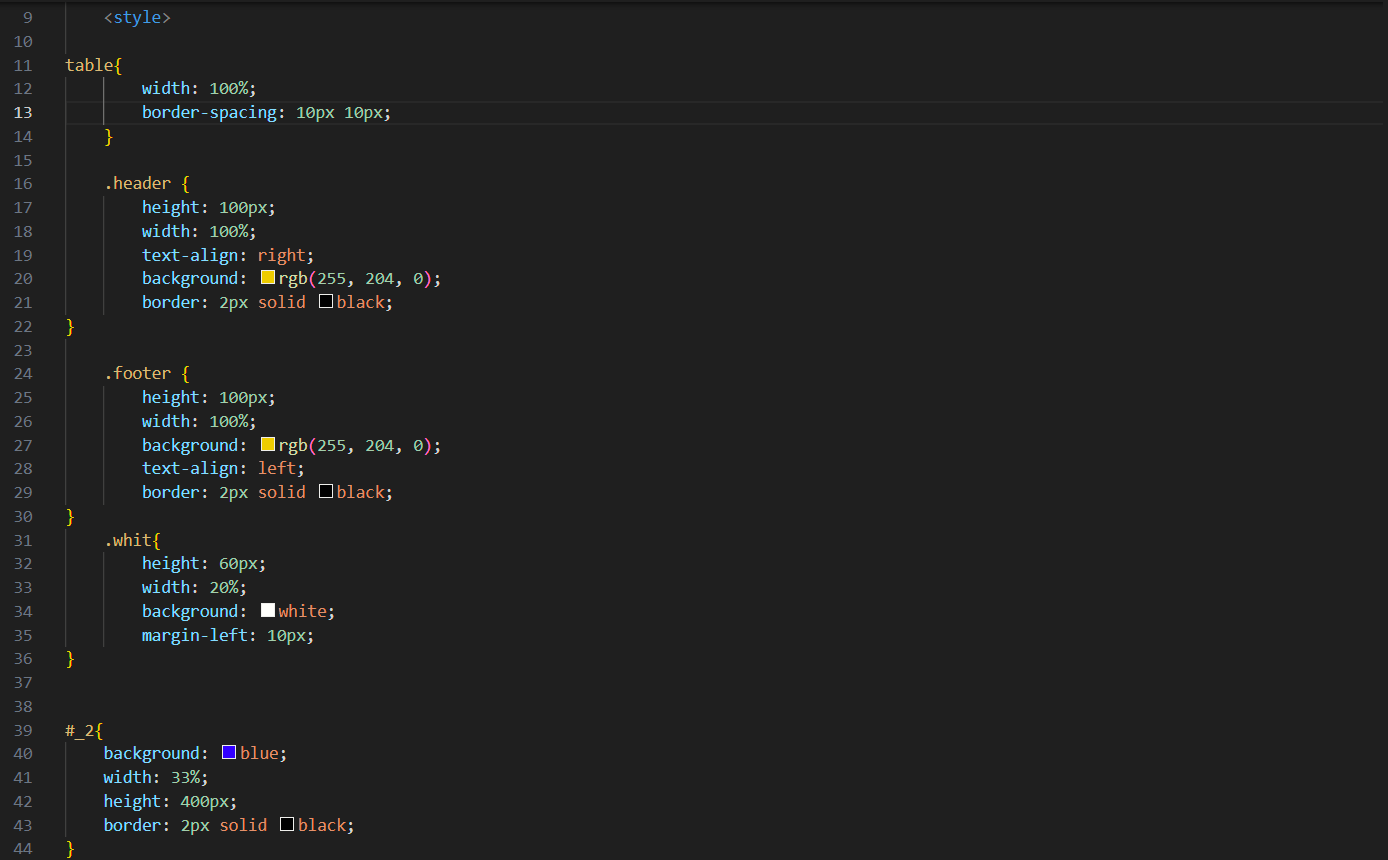 9 <style>
10
11 table{
12 width: 100%;
13 border-spacing: 10px 10px;
14 }
15
16 .header {
17 height: 100px;
18 width: 100%;
19 text-align: right;
20 background: rgb(255, 204, 0);
21 border: 2px solid black;
22 }
23
24 .footer {
25 height: 100px;
26 width: 100%;
27 background: rgb(255, 204, 0);
28 text-align: left;
29 border: 2px solid black;
30 }
31 .whit{
32 height: 60px;
33 width: 20%;
34 background: white;
35 margin-left: 10px;
36 }
37
38
39 #_2{
40 background: blue;
41 width: 33%;
42 height: 400px;
43 border: 2px solid black;
44 }